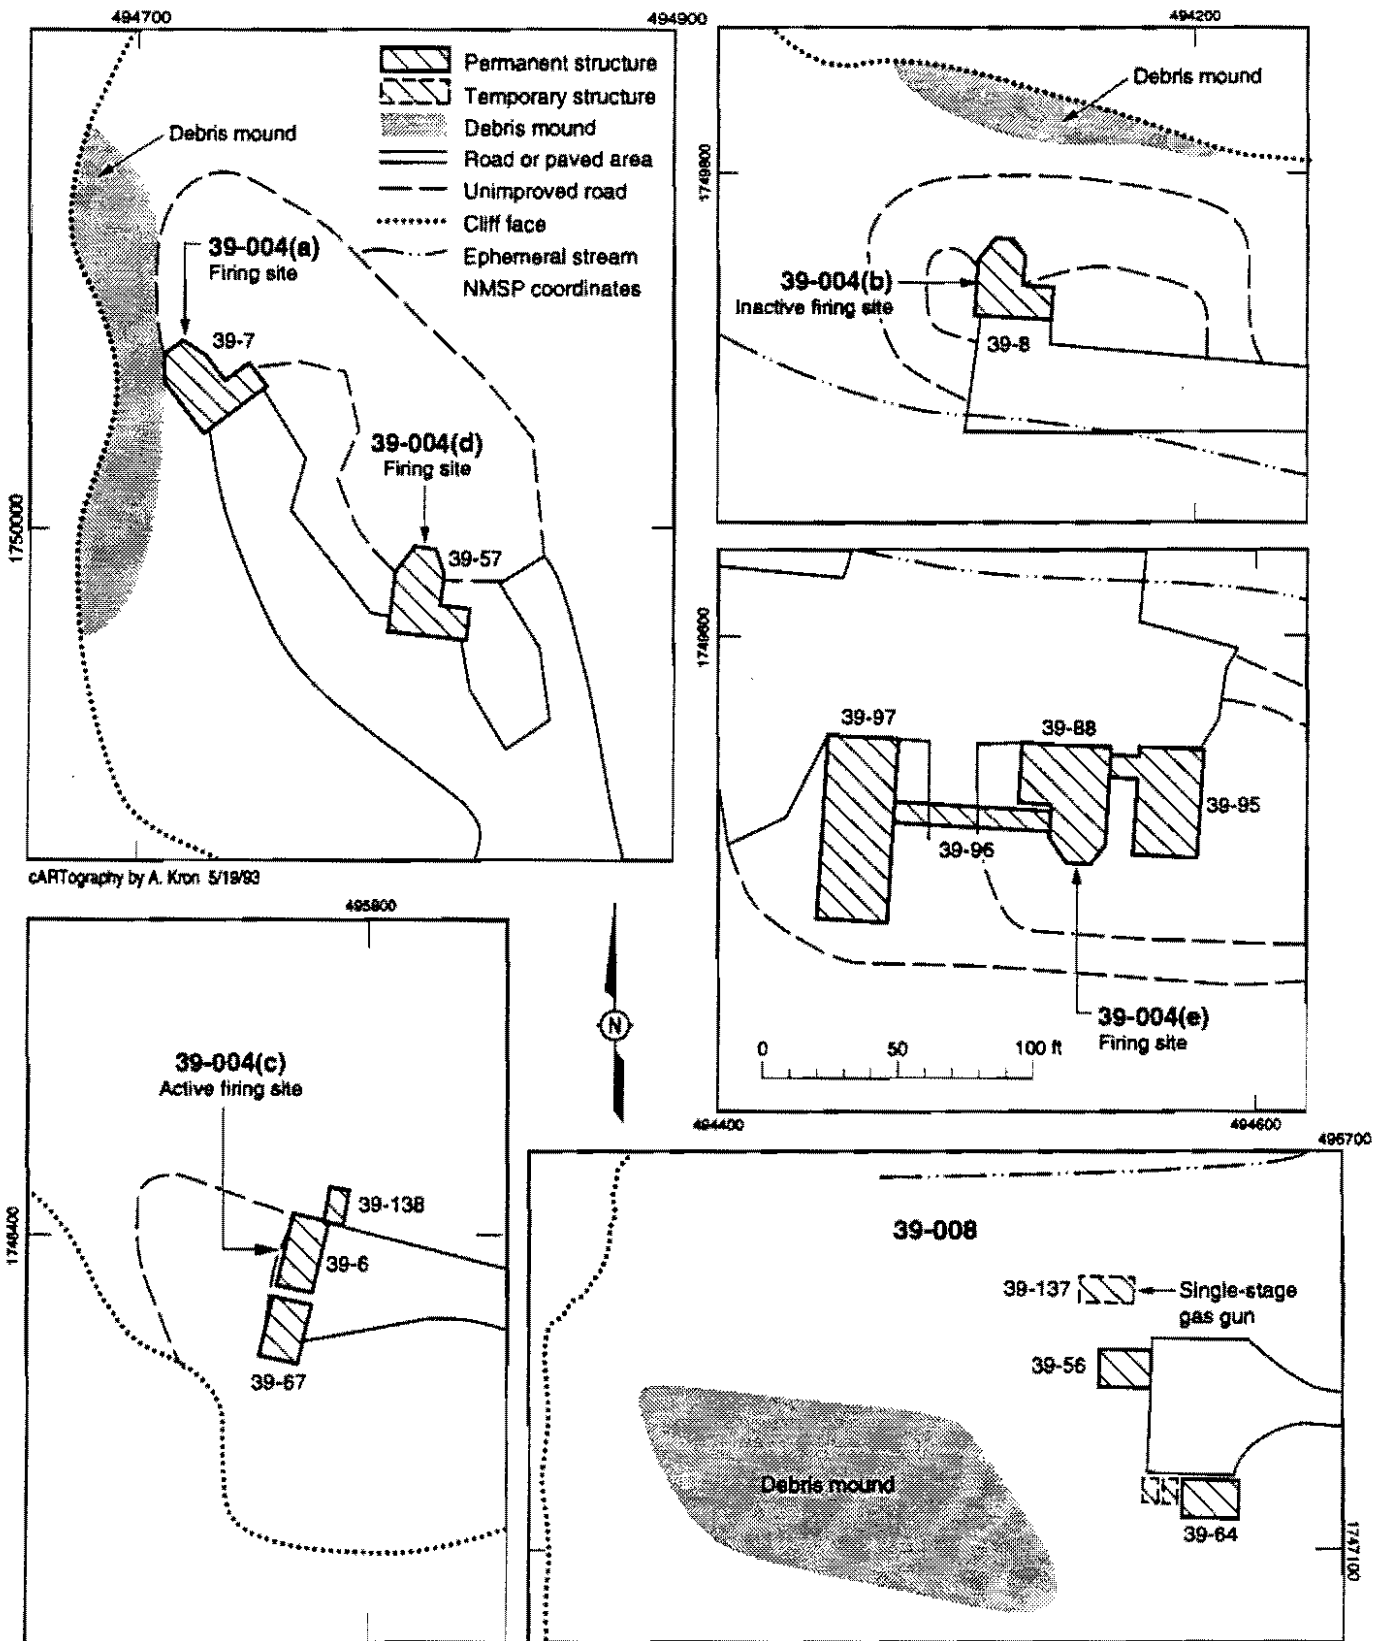 494700
494900
Permanent structure
Temporary structure
Debris mound
Road or paved area
Unimproved road
Cliff face
Ephemeral stream
NMSP coordinates
Debris mound
39-004(a)
Firing site
39-7
39-004(d)
Firing site
39-57
1750000
cARTography by A. Kron 5/19/93
494200
Debris mound
1749800
39-004(b)
Inactive firing site
39-8
1749600
39-97
39-88
39-95
39-96
39-004(e)
Firing site
0 50 100 ft
494400
494600
495800
39-004(c)
Active firing site
39-138
39-6
39-67
1748400
N
496700
39-008
39-137
Single-stage
gas gun
39-56
Debris mound
39-64
1747100